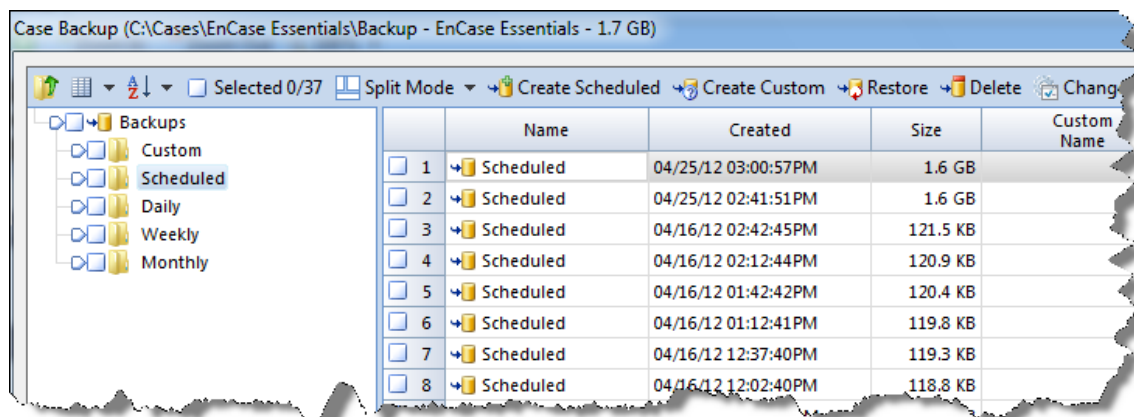 Case Backup (C:\Cases\EnCase Essentials\Backup - EnCase Essentials - 1.7 GB)
Selected 0/37 Split Mode Create Scheduled Create Custom Restore Delete
Backups
Custom
Scheduled
Daily
Weekly
Monthly
Name Created Size Custom Name
1 Scheduled 04/25/12 03:00:57PM 1.6 GB
2 Scheduled 04/25/12 02:41:51PM 1.6 GB
3 Scheduled 04/16/12 02:42:45PM 121.5 KB
4 Scheduled 04/16/12 02:12:44PM 120.9 KB
5 Scheduled 04/16/12 01:42:42PM 120.4 KB
6 Scheduled 04/16/12 01:12:41PM 119.8 KB
7 Scheduled 04/16/12 12:37:40PM 119.3 KB
8 Scheduled 04/16/12 12:02:40PM 118.8 KB